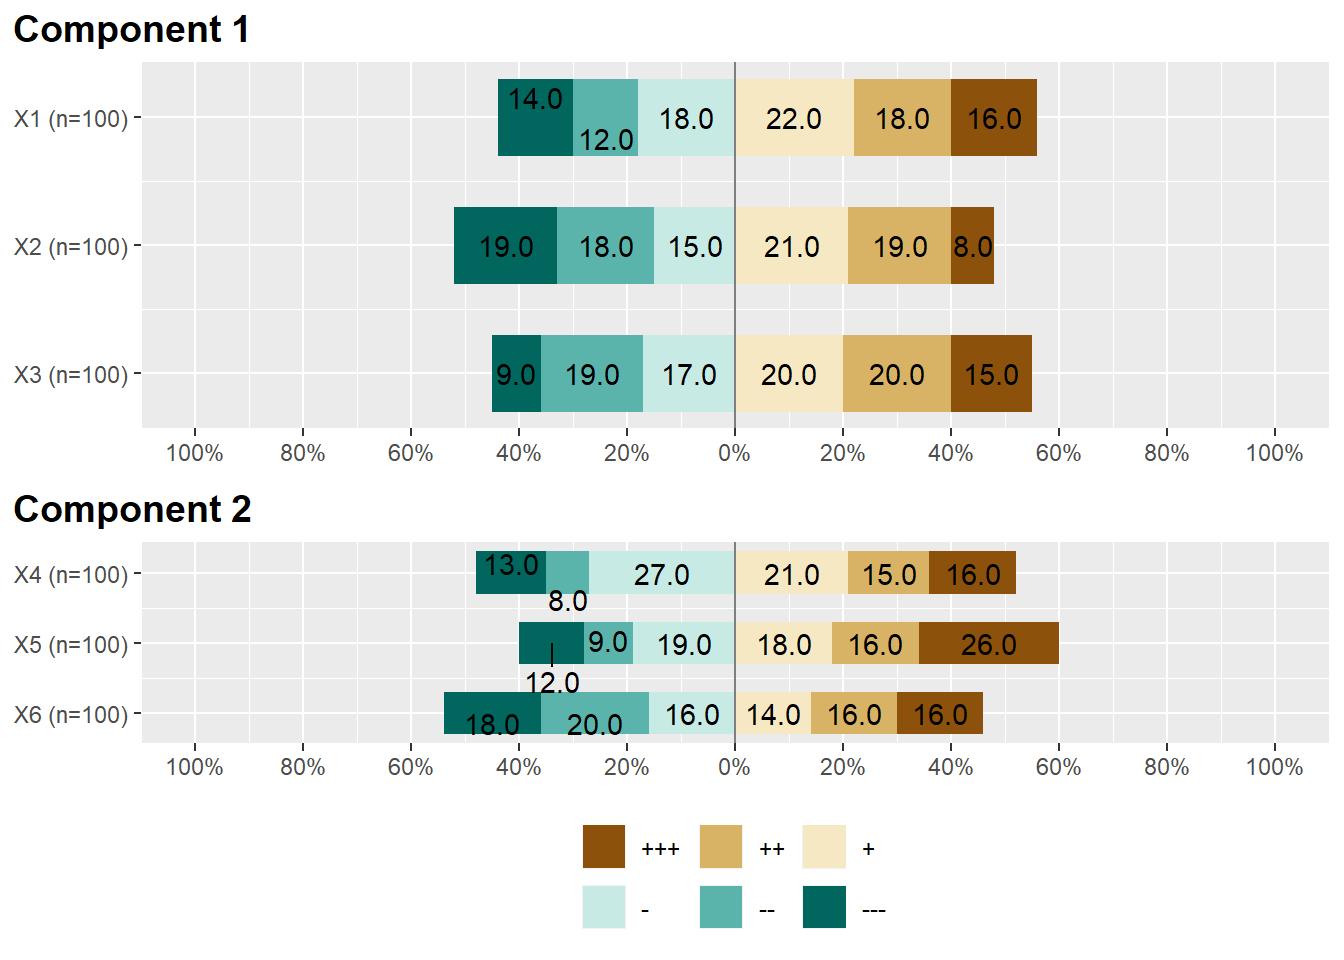 Component 1
X1 (n=100) 14.0 12.0 18.0 22.0 18.0 16.0
X2 (n=100) 19.0 18.0 15.0 21.0 19.0 8.0
X3 (n=100) 9.0 19.0 17.0 20.0 20.0 15.0
100% 80% 60% 40% 20% 0% 20% 40% 60% 80% 100%
Component 2
X4 (n=100) 13.0 8.0 27.0 21.0 15.0 16.0
X5 (n=100) 12.0 9.0 19.0 18.0 16.0 26.0
X6 (n=100) 18.0 20.0 16.0 14.0 16.0 16.0
100% 80% 60% 40% 20% 0% 20% 40% 60% 80% 100%
+++ ++ +
- -- ---